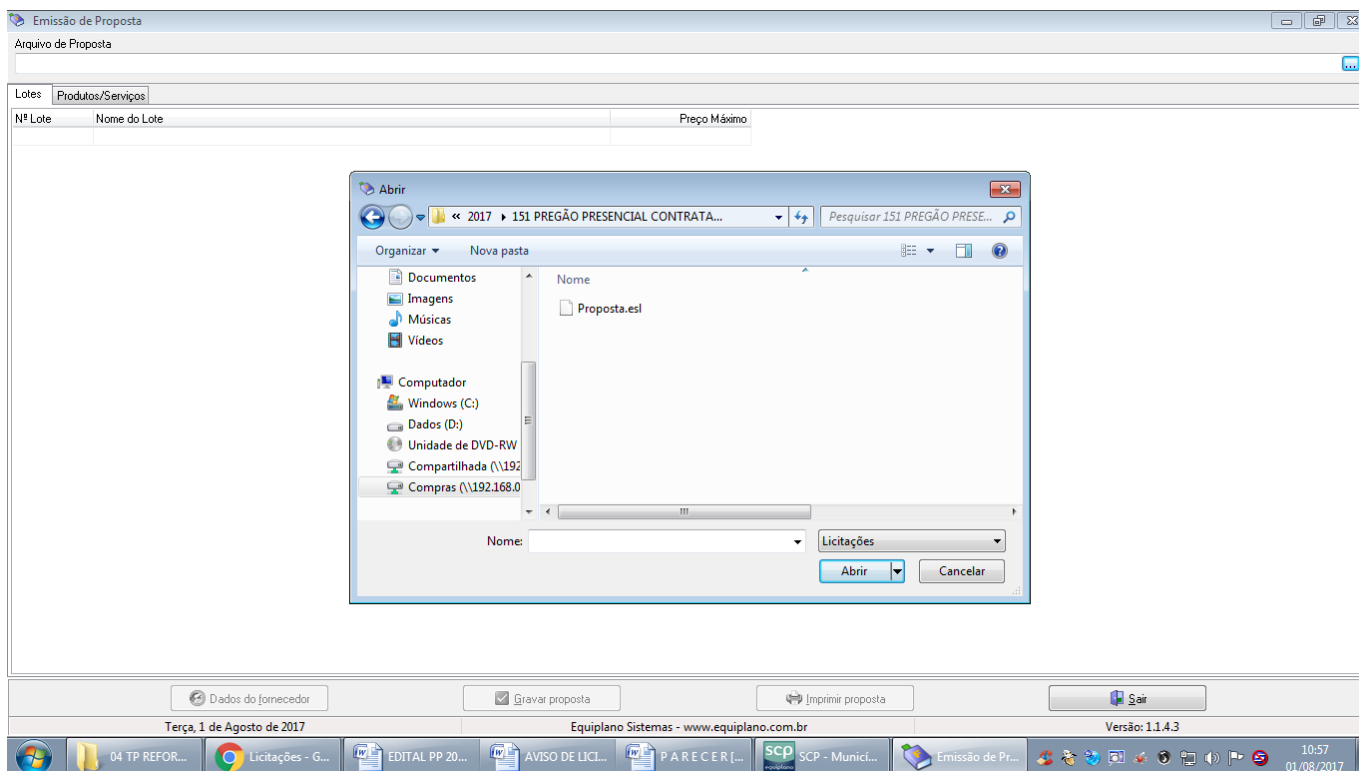 Emissão de Proposta
Arquivo de Proposta
...
Lotes Produtos/Serviços
Nº Lote Nome do Lote Preço Máximo
Abrir
« 2017 151 PREGÃO PRESENCIAL CONTRATA... Pesquisar 151 PREGÃO PRESE...
Organizar Nova pasta
Documentos
Imagens
Músicas
Vídeos
Computador
Windows (C:)
Dados (D:)
Unidade de DVD-RW
Compartilhada (\\192
Compras (\\192.168.0
Nome
Proposta.esl
Nome: Licitações
Abrir Cancelar
Dados do fornecedor Gravar proposta Imprimir proposta Sair
Terça, 1 de Agosto de 2017 Equiplano Sistemas - www.equiplano.com.br Versão: 1.1.4.3
04 TP REFOR... Licitações - G... EDITAL PP 20... AVISO DE LICI... P A R E C E R [... scp equiplano SCP - Munici... Emissão de Pr... 10:57
01/08/2017